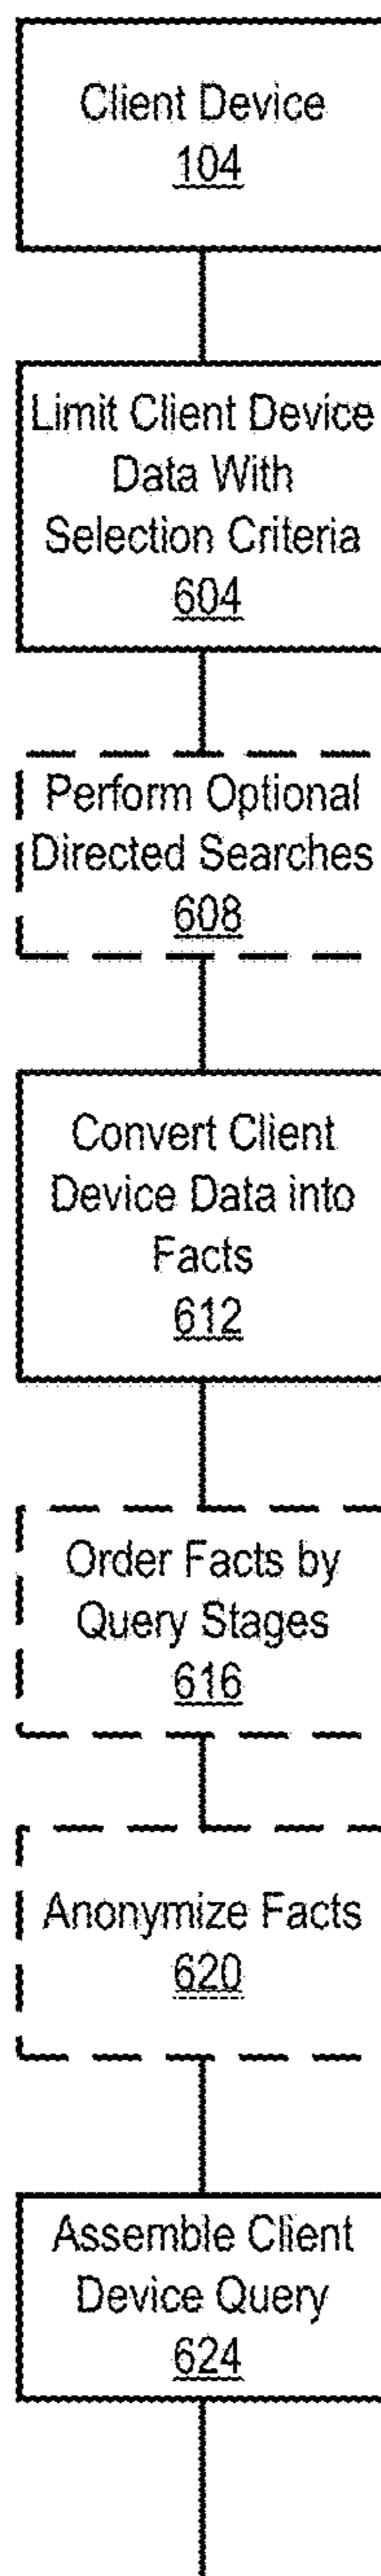 Client Device
104
Limit Client Device
Data With
Selection Criteria
604
Perform Optional
Directed Searches
608
Convert Client
Device Data into
Facts
612
Order Facts by
Query Stages
616
Anonymize Facts
620
Assemble Client
Device Query
624